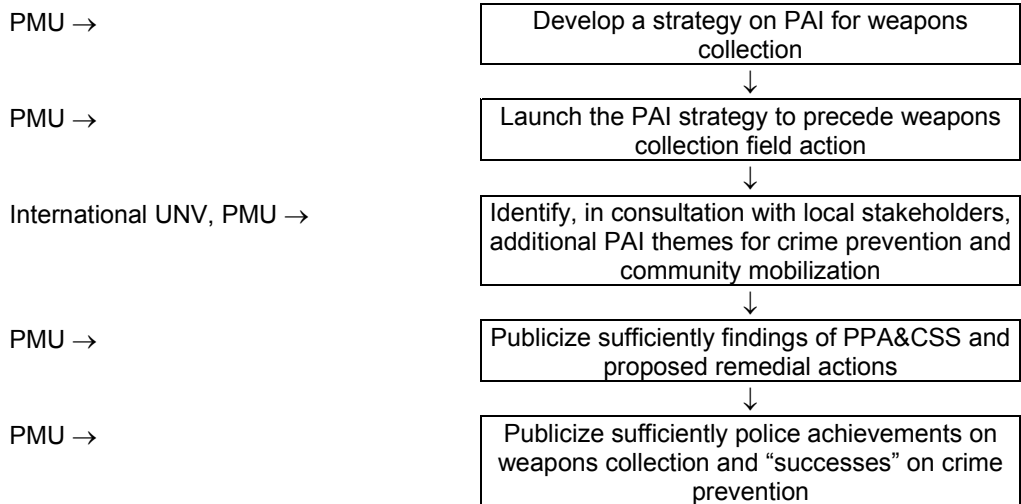 PMU →
Develop a strategy on PAI for weapons
collection
↓
PMU →
Launch the PAI strategy to precede weapons
collection field action
↓
International UNV, PMU →
Identify, in consultation with local stakeholders,
additional PAI themes for crime prevention and
community mobilization
↓
PMU →
Publicize sufficiently findings of PPA&CSS and
proposed remedial actions
↓
PMU →
Publicize sufficiently police achievements on
weapons collection and “successes” on crime
prevention